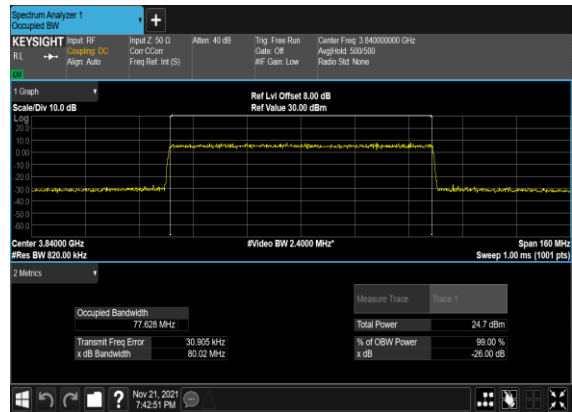 Spectrum Analyzer 1
Occupied BW
+
KEYSIGHT
R L
Input: RF
Coupling: DC
Align: Auto
Input Z: 50 Ω
Corr CCorr
Freq Ref: Int (S)
Atten: 40 dB
Trig: Free Run
Gate: Off
#IF Gain: Low
Center Freq: 3.840000000 GHz
Avg|Hold: 500/500
Radio Std: None
1 Graph
Scale/Div 10.0 dB
Ref Lvl Offset 8.00 dB
Ref Value 30.00 dBm
Log
20.0
10.0
0.00
-10.0
-20.0
-30.0
-40.0
-50.0
-60.0
Center 3.84000 GHz
#Res BW 820.00 kHz
#Video BW 2.4000 MHz*
Span 160 MHz
Sweep 1.00 ms (1001 pts)
2 Metrics
Measure Trace Trace 1
Occupied Bandwidth
77.628 MHz
Total Power 24.7 dBm
Transmit Freq Error 30.905 kHz
% of OBW Power 99.00 %
x dB Bandwidth 80.02 MHz
x dB -26.00 dB
?
Nov 21, 2021
7:42:51 PM